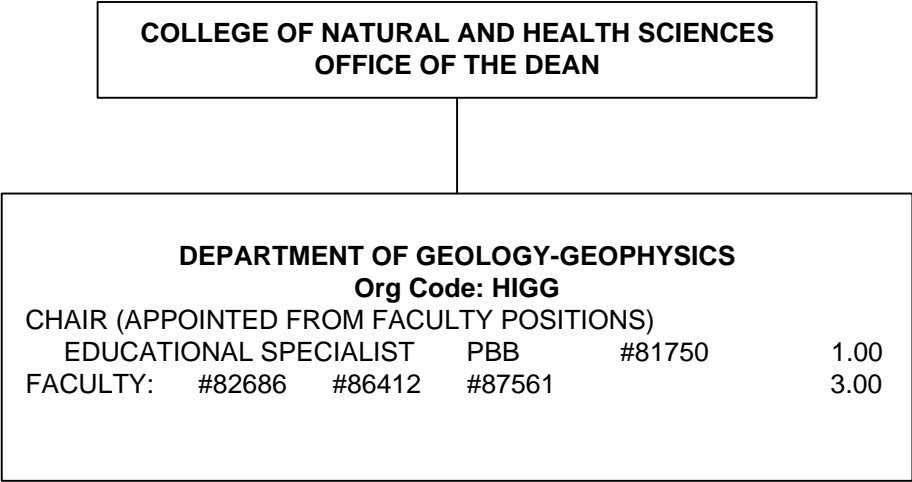 COLLEGE OF NATURAL AND HEALTH SCIENCES
OFFICE OF THE DEAN
DEPARTMENT OF GEOLOGY-GEOPHYSICS
Org Code: HIGG
CHAIR (APPOINTED FROM FACULTY POSITIONS)
EDUCATIONAL SPECIALIST PBB #81750 1.00
FACULTY: #82686 #86412 #87561 3.00